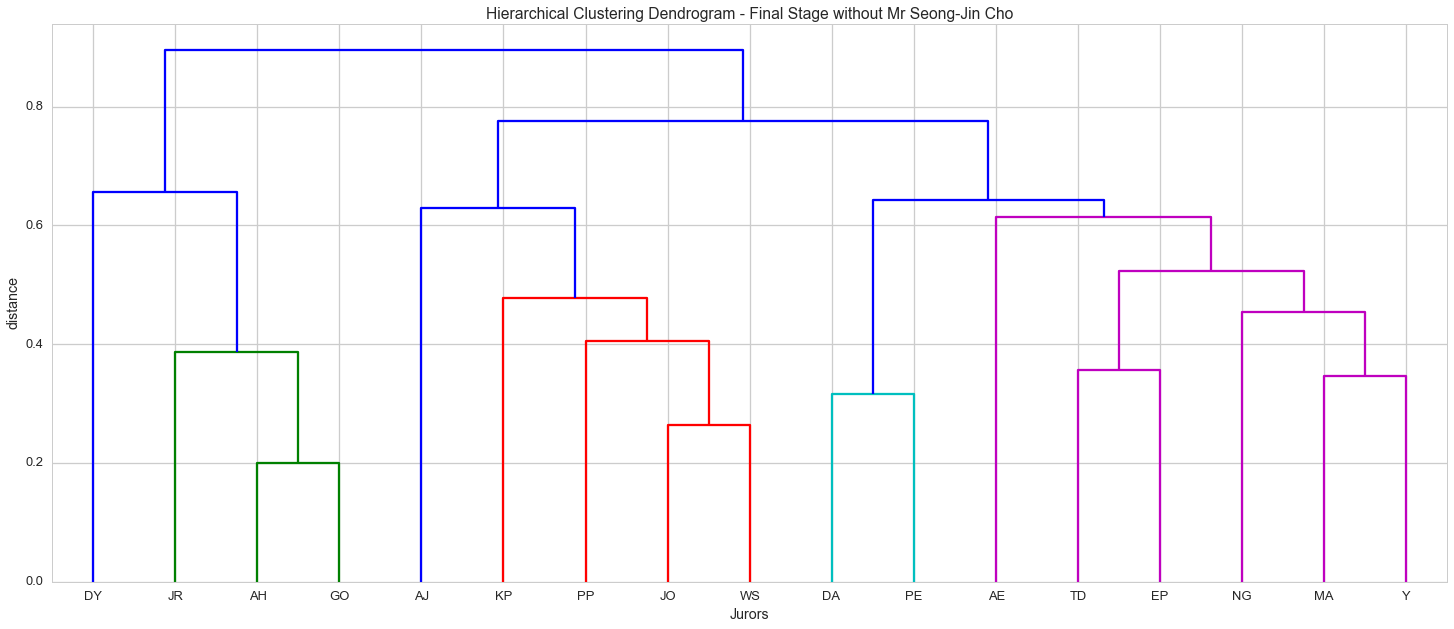 Hierarchical Clustering Dendrogram - Final Stage without Mr Seong-Jin Cho
distance
0.8
0.6
0.4
0.2
0.0
DY JR AH GO AJ KP PP JO WS DA PE AE TD EP NG MA Y
Jurors